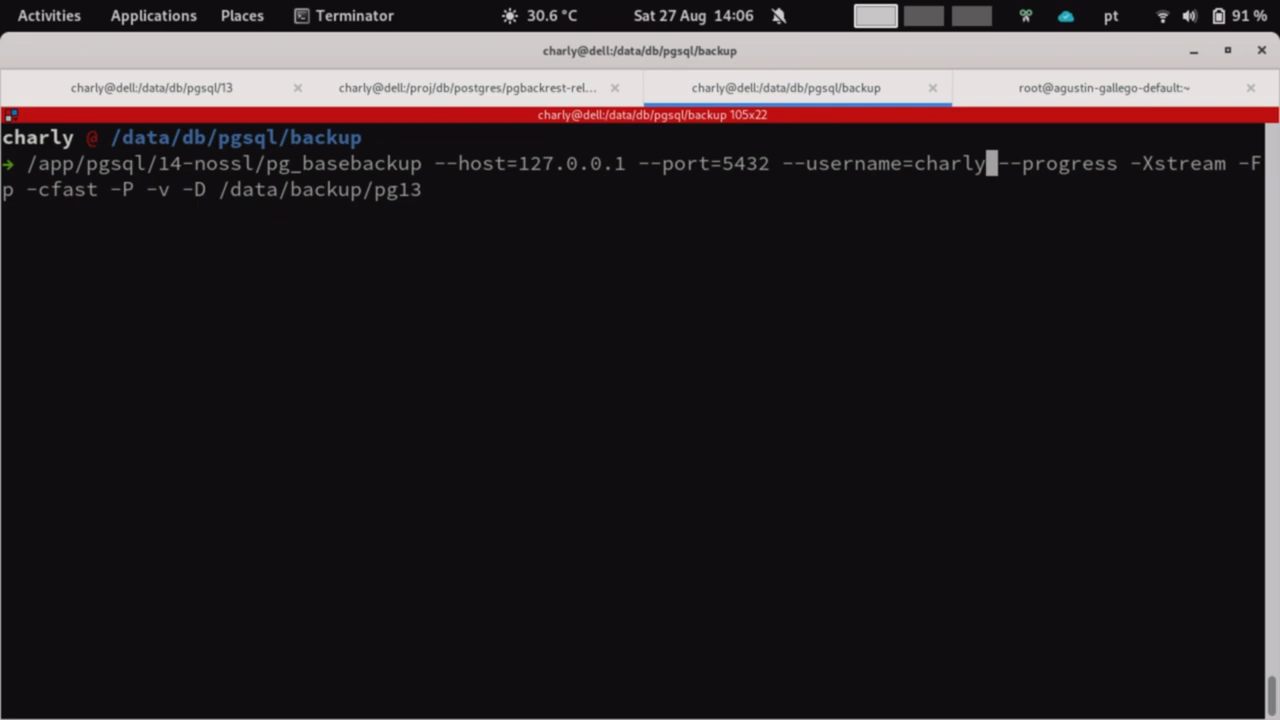 Activities Applications Places Terminator 30.6 °C Sat 27 Aug 14:06 pt 91 %
charly@dell:/data/db/pgsql/backup
charly@dell:/data/db/pgsql/13 charly@dell:/proj/db/postgres/pgbackrest-rel... charly@dell:/data/db/pgsql/backup root@agustin-gallego-default:~
charly@dell:/data/db/pgsql/backup 105x22
charly @ /data/db/pgsql/backup
➜ /app/pgsql/14-nossl/pg_basebackup --host=127.0.0.1 --port=5432 --username=charly --progress -Xstream -F
p -cfast -P -v -D /data/backup/pg13